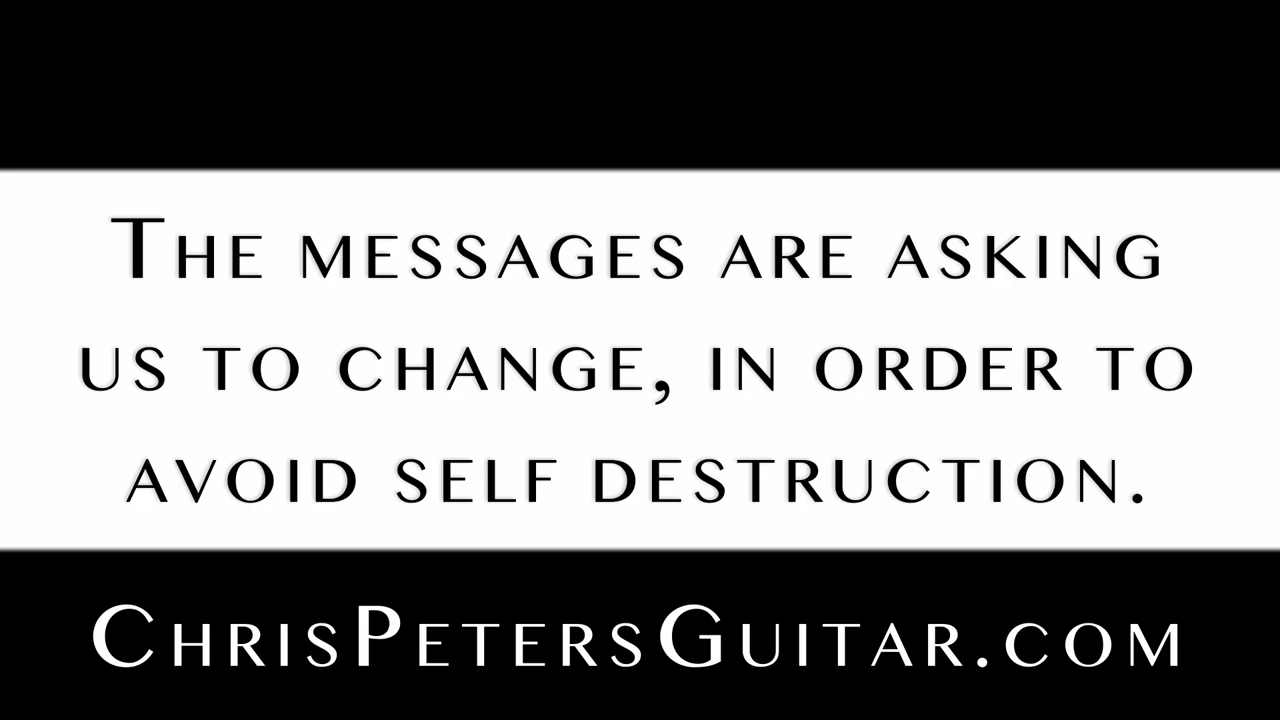 The messages are asking
us to change, in order to
avoid self destruction.
ChrisPetersGuitar.com